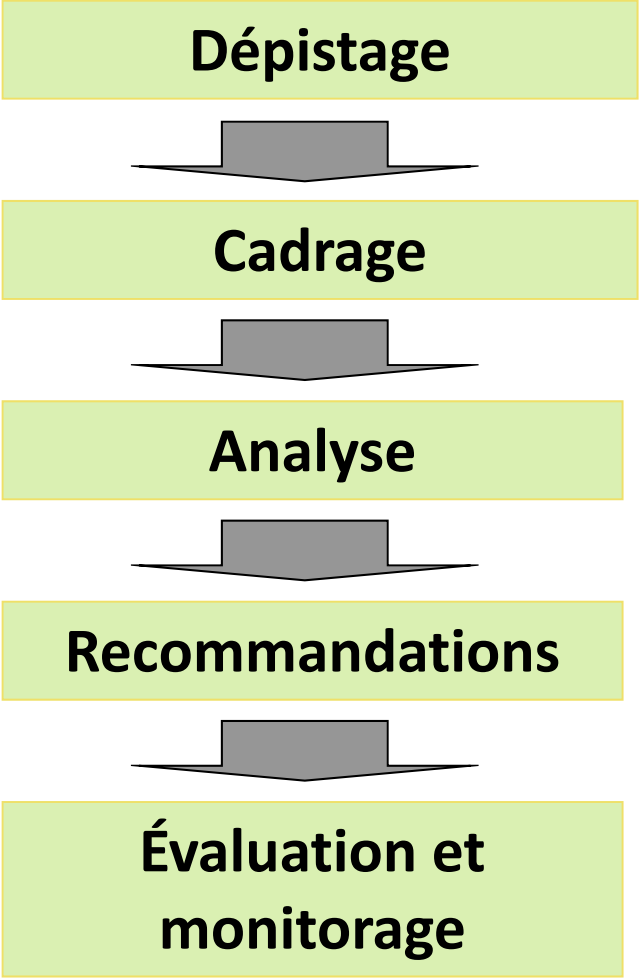 Dépistage
Cadrage
Analyse
Recommandations
Évaluation et
monitorage